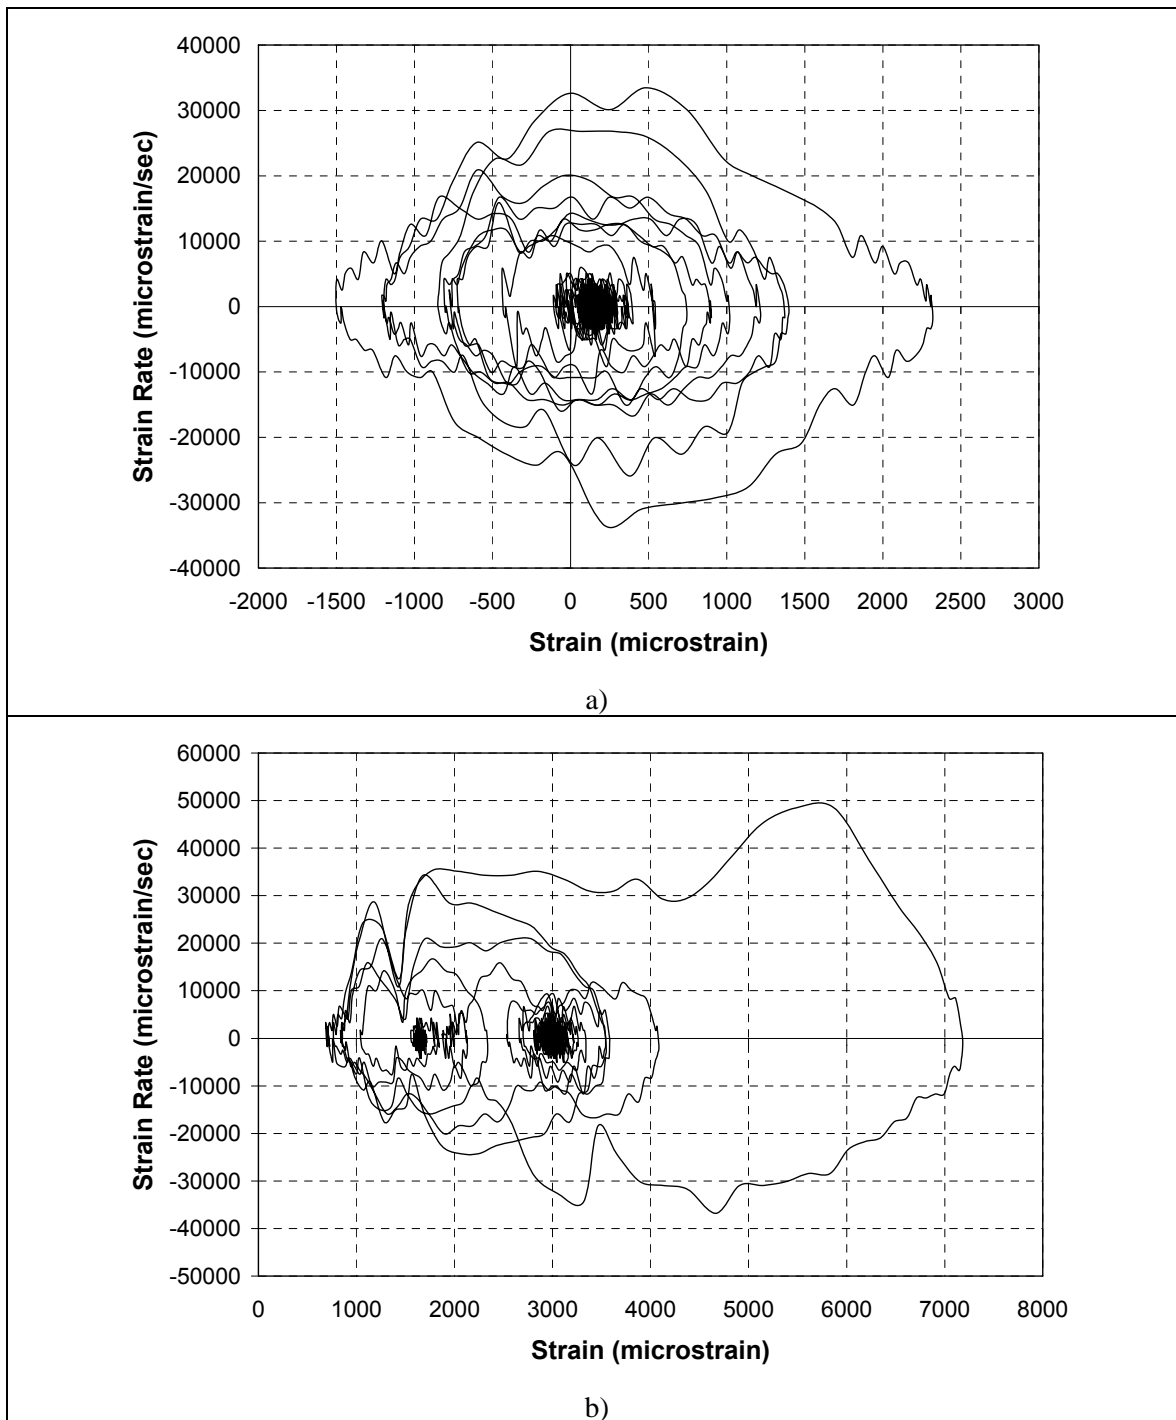 40000
30000
20000
10000
0
-10000
-20000
-30000
-40000
Strain Rate (microstrain/sec)
-2000 -1500 -1000 -500 0 500 1000 1500 2000 2500 3000
Strain (microstrain)
a)
60000
50000
40000
30000
20000
10000
0
-10000
-20000
-30000
-40000
-50000
Strain Rate (microstrain/sec)
0 1000 2000 3000 4000 5000 6000 7000 8000
Strain (microstrain)
b)